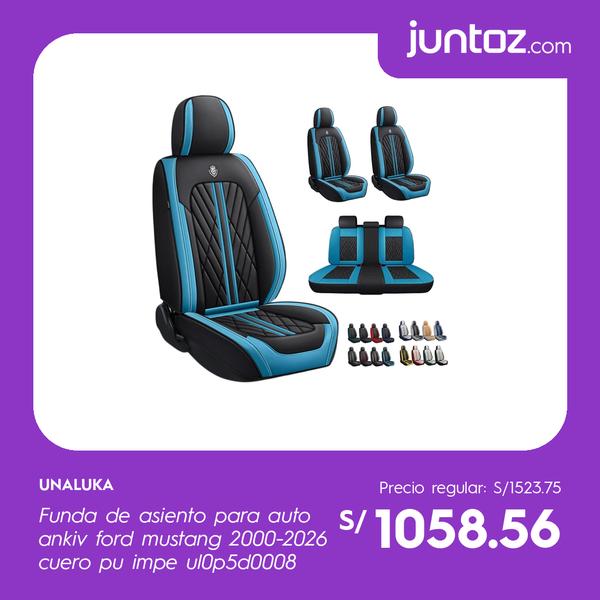 juntoz.com
UNALUKA
Funda de asiento para auto
ankiv ford mustang 2000-2026
cuero pu impe ul0p5d0008
Precio regular: S/1523.75
S/ 1058.56